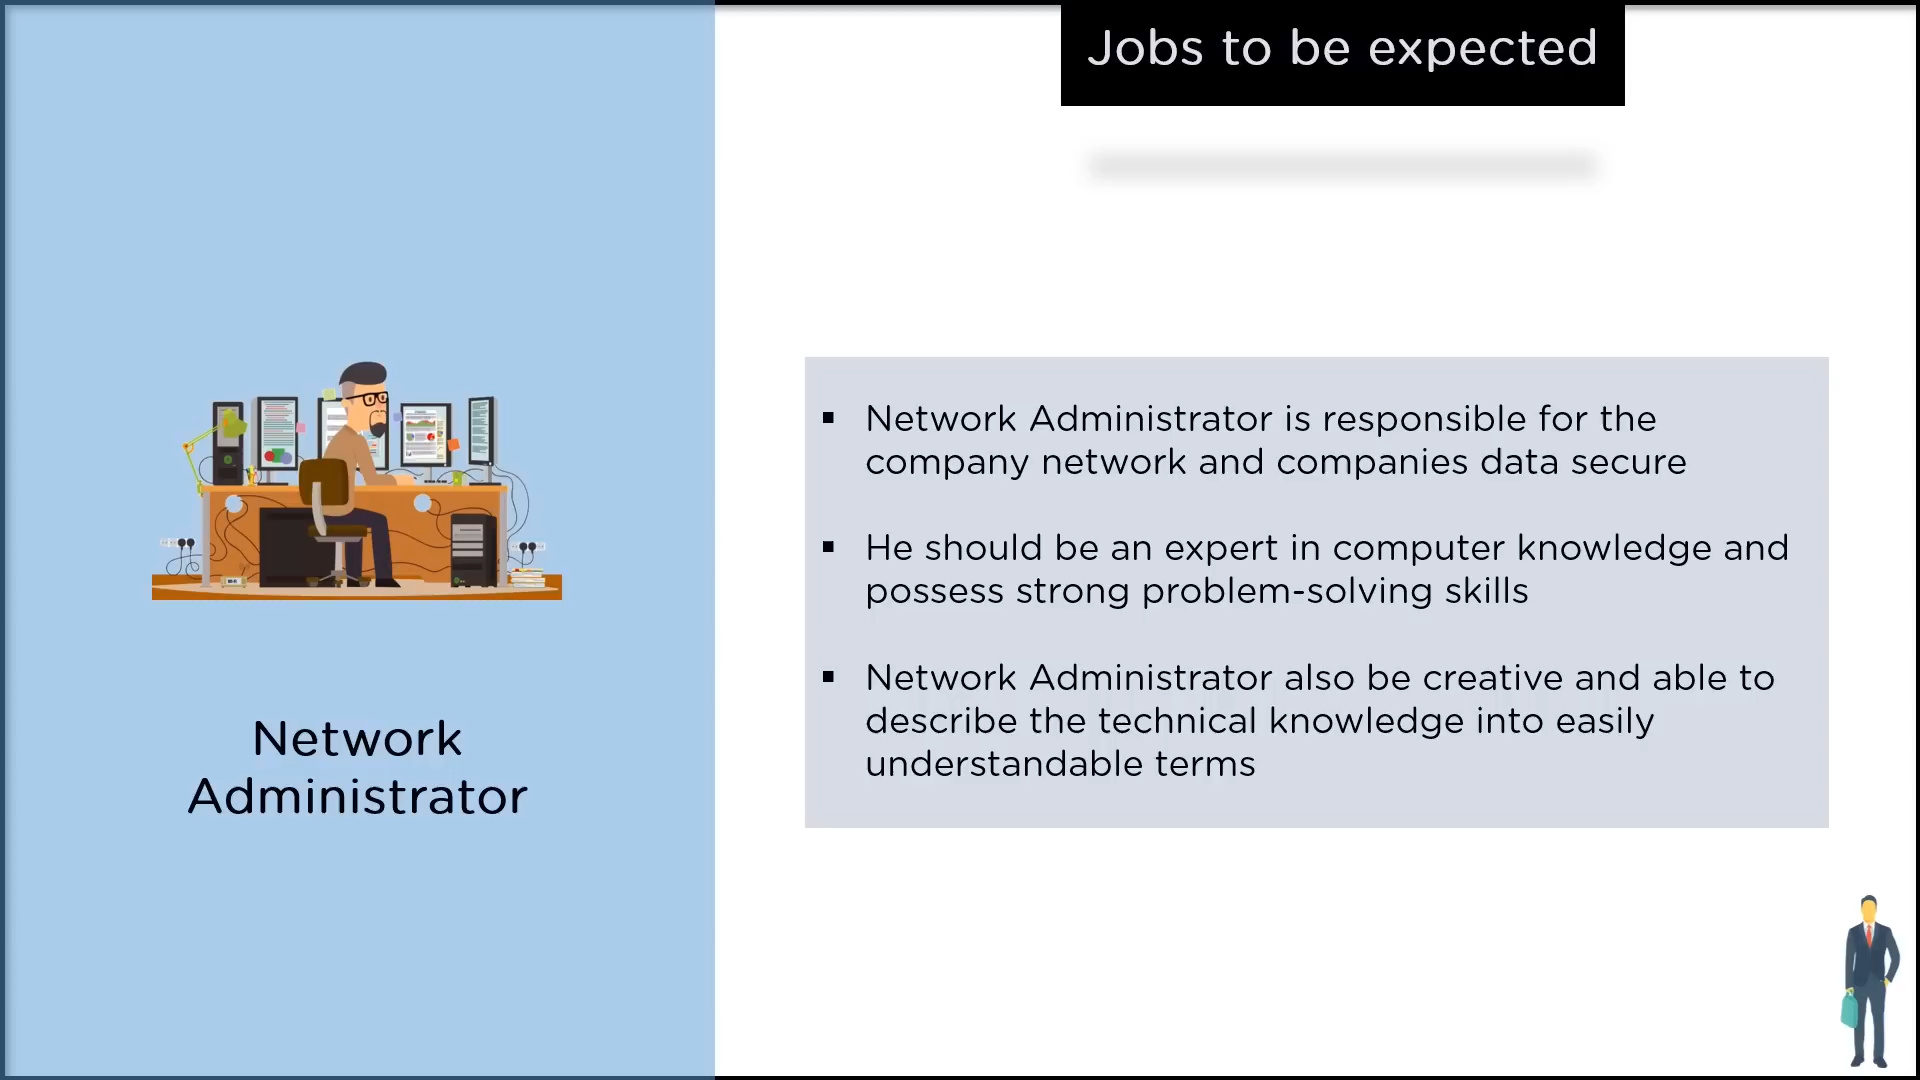 Jobs to be expected
Network
Administrator
▪ Network Administrator is responsible for the
company network and companies data secure
▪ He should be an expert in computer knowledge and
possess strong problem-solving skills
▪ Network Administrator also be creative and able to
describe the technical knowledge into easily
understandable terms